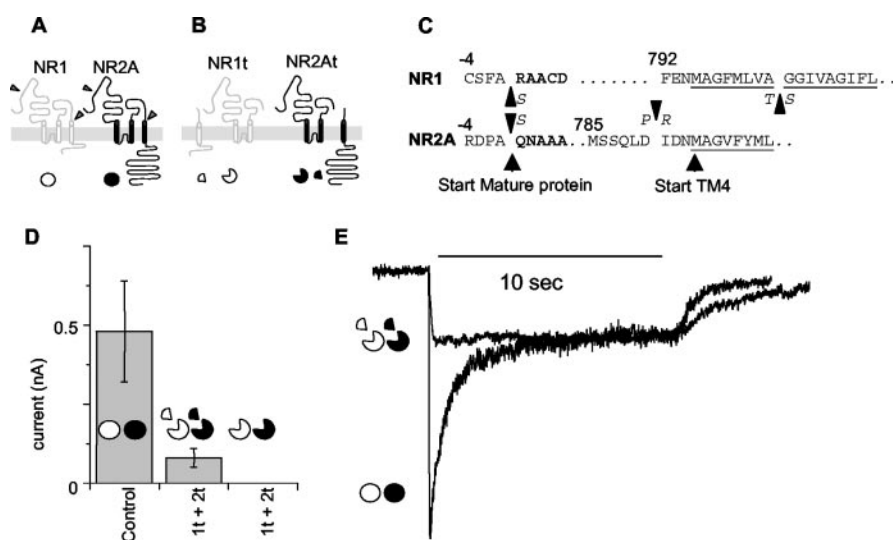 A
B
C
NR1
NR2A
NR1t
NR2At
-4
792
NR1
CSFA RAACD ....... FENMAGFMLVA GGIVAGIFL..
S
T S
S
P R
-4
785
NR2A
RDPA QNAAA ..MSSQLD IDNMAGVFYML..
Start Mature protein
Start TM4
D
current (nA)
0.5
0
Control
1t + 2t
1t + 2t
E
10 sec